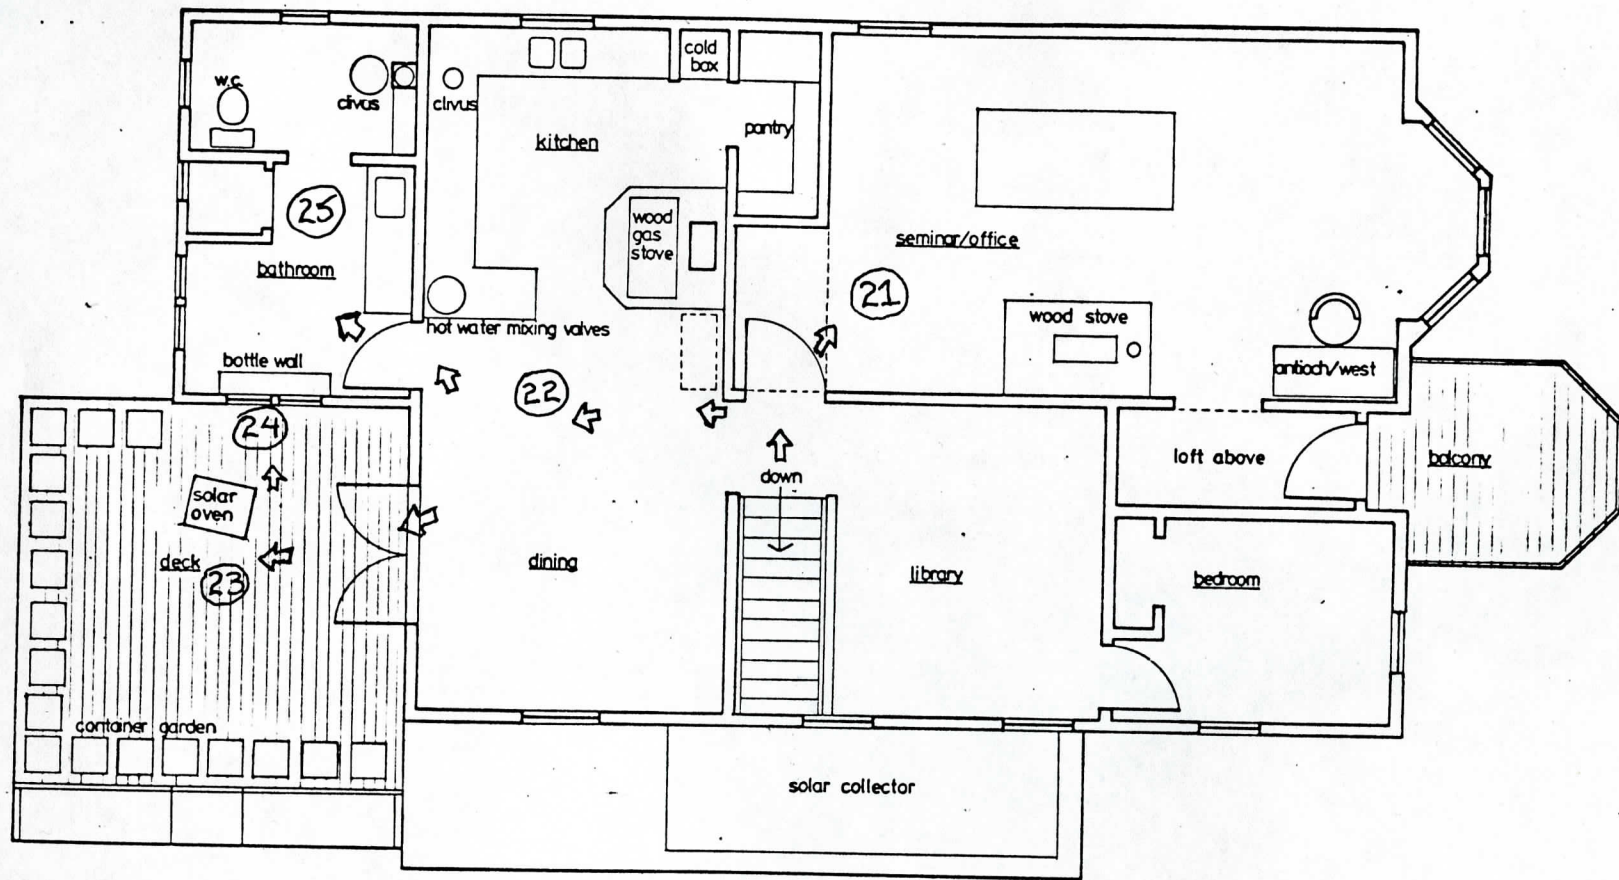 w.c.
clivus
clivus
cold
box
kitchen
pantry
25
wood
gas
stove
seminar/office
bathroom
21
hot water mixing valves
wood stove
bottle wall
antioch/west
22
24
loft above
balcony
down
solar
oven
deck
23
dining
library
bedroom
container garden
solar collector